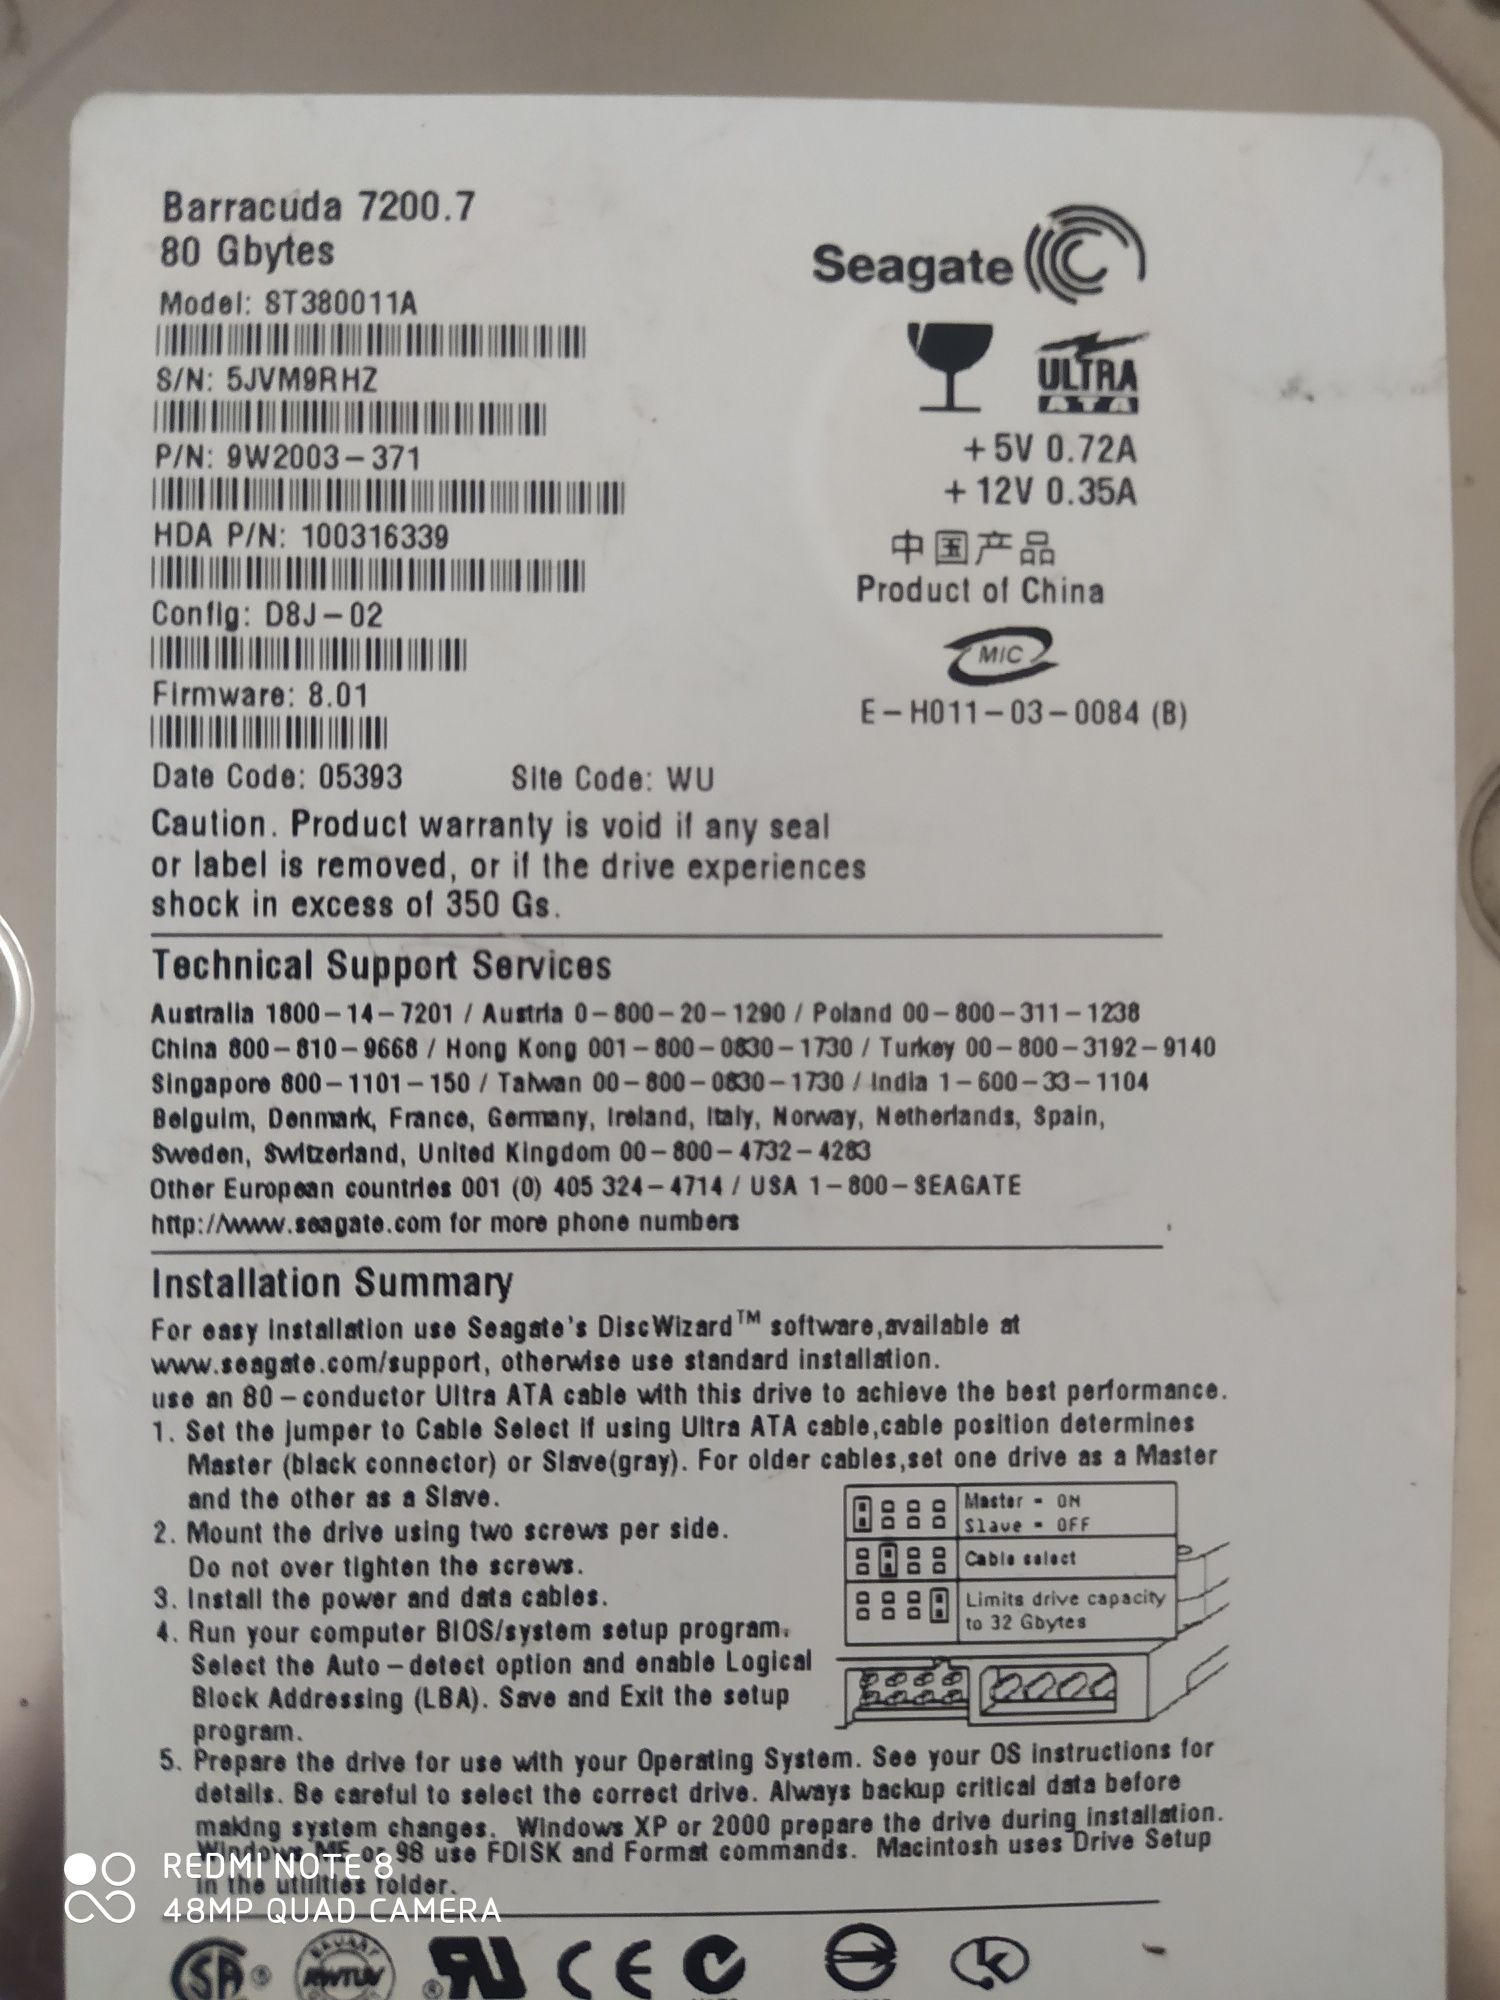 Barracuda 7200.7
80 Gbytes
Model: ST380011A
S/N: 5JVM9RHZ
P/N: 9W2003-371
HDA P/N: 100316339
Config: D8J-02
Firmware: 8.01
Date Code: 05393 Site Code: WU
Seagate
ULTRA
ATA
+5V 0.72A
+12V 0.35A
中国产品
Product of China
MIC
E-H011-03-0084 (B)
Caution. Product warranty is void if any seal
or label is removed, or if the drive experiences
shock in excess of 350 Gs.
Technical Support Services
Australia 1800-14-7201 / Austria 0-800-20-1290 / Poland 00-800-311-1238
China 800-810-9668 / Hong Kong 001-800-0830-1730 / Turkey 00-800-3192-9140
Singapore 800-1101-150 / Taiwan 00-800-0830-1730 / India 1-600-33-1104
Belguim, Denmark, France, Germany, Ireland, Italy, Norway, Netherlands, Spain,
Sweden, Switzerland, United Kingdom 00-800-4732-4283
Other European countries 001 (0) 405 324-4714 / USA 1-800-SEAGATE
http://www.seagate.com for more phone numbers
Installation Summary
For easy installation use Seagate's DiscWizard™ software,available at
www.seagate.com/support, otherwise use standard installation.
use an 80-conductor Ultra ATA cable with this drive to achieve the best performance.
1. Set the jumper to Cable Select if using Ultra ATA cable,cable position determines
Master (black connector) or Slave(gray). For older cables,set one drive as a Master
and the other as a Slave.
2. Mount the drive using two screws per side.
Do not over tighten the screws.
3. Install the power and data cables.
4. Run your computer BIOS/system setup program.
Select the Auto-detect option and enable Logical
Block Addressing (LBA). Save and Exit the setup
program.
Master - ON
Slave - OFF
Cable select
Limits drive capacity
to 32 Gbytes
5. Prepare the drive for use with your Operating System. See your OS instructions for
details. Be careful to select the correct drive. Always backup critical data before
making system changes. Windows XP or 2000 prepare the drive during installation.
Windows ME or 98 use FDISK and Format commands. Macintosh uses Drive Setup
in the utilities folder.
REDMI NOTE 8
48MP QUAD CAMERA
SA ®
RWTUV
® CE